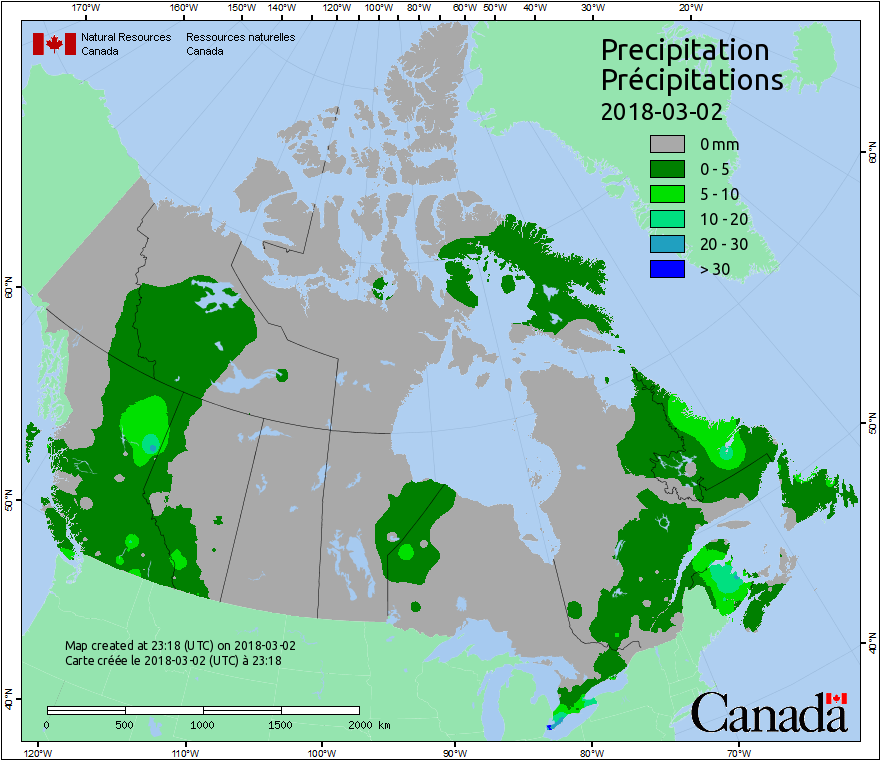 170°W 160°W 150°W 140°W 130°W 120°W 110°W 100°W 90°W 80°W 70°W 60°W 50°W 40°W 30°W 20°W
Natural Resources Canada
Ressources naturelles Canada
Precipitation
Précipitations
2018-03-02
0 mm
0 - 5
5 - 10
10 - 20
20 - 30
> 30
60°N
50°N
40°N
60°N
50°N
40°N
Map created at 23:18 (UTC) on 2018-03-02
Carte créée le 2018-03-02 (UTC) à 23:18
0 500 1000 1500 2000 km
Canada
120°W 110°W 100°W 90°W 80°W 70°W